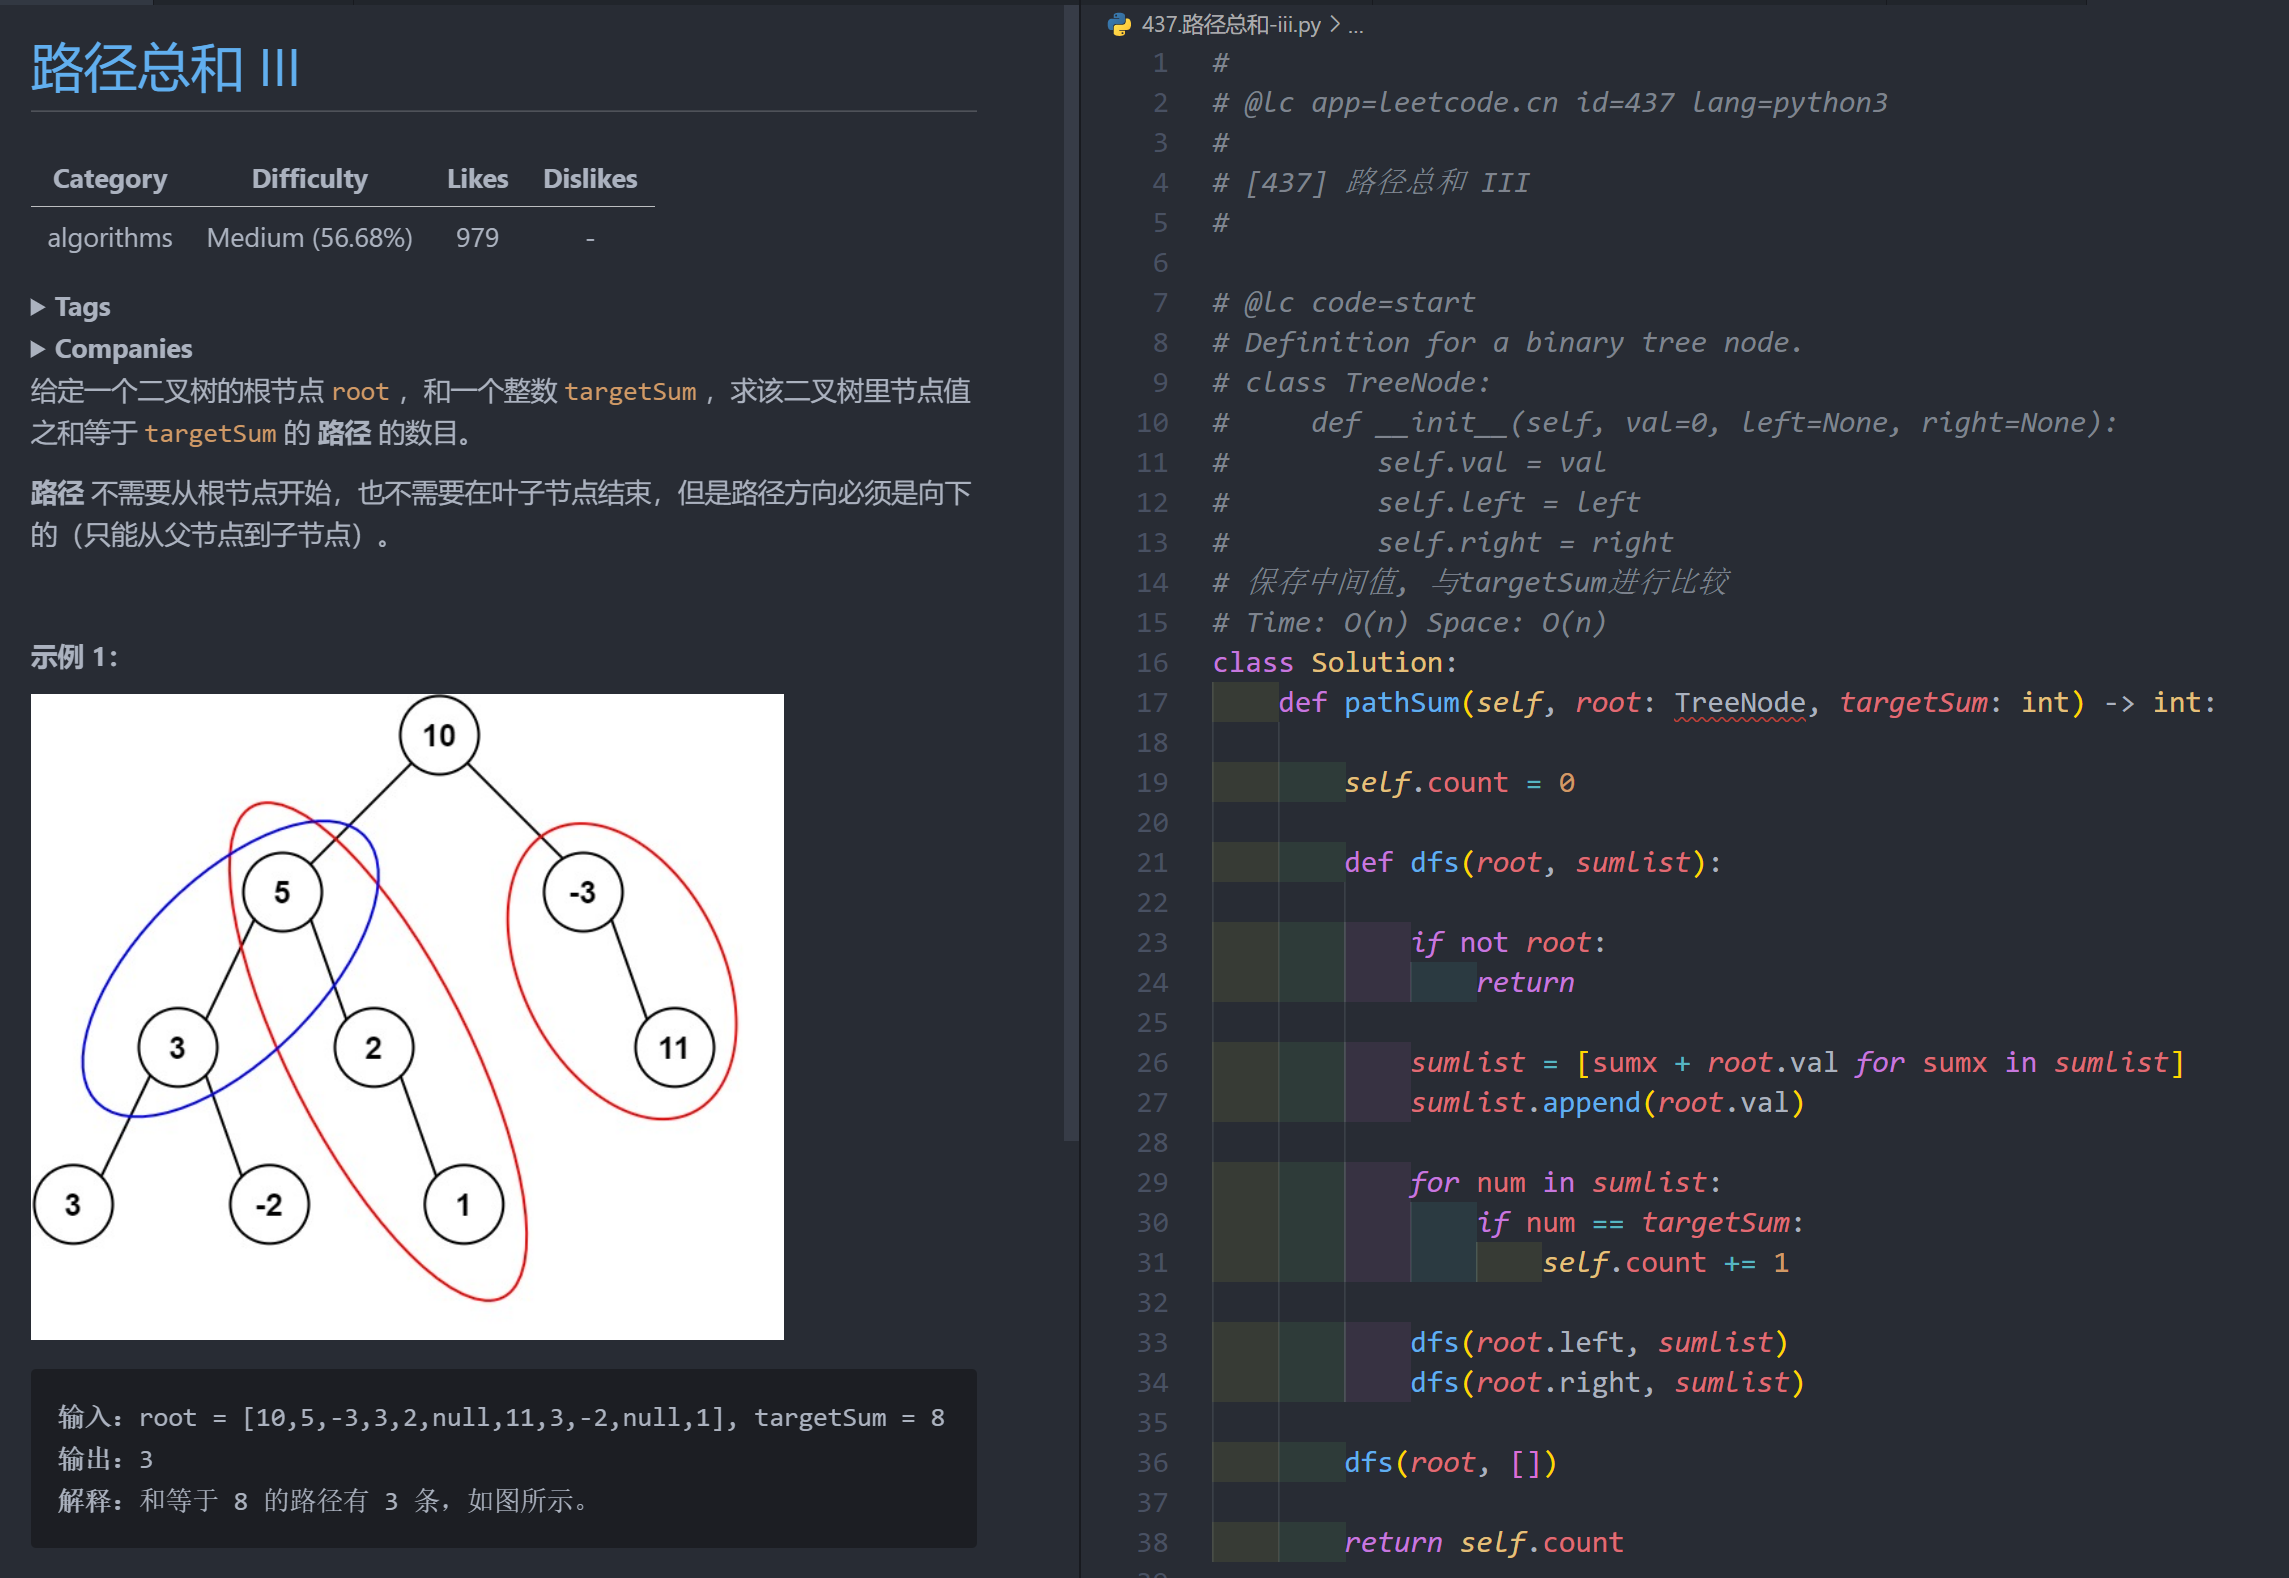 路径总和 III
Category Difficulty Likes Dislikes
algorithms Medium (56.68%) 979 -
Tags
Companies
给定一个二叉树的根节点 root ，和一个整数 targetSum ，求该二叉树里节点值
之和等于 targetSum 的 路径 的数目。
路径 不需要从根节点开始，也不需要在叶子节点结束，但是路径方向必须是向下
的（只能从父节点到子节点）。
示例 1：
10
5 -3
3 2 11
3 -2 1
输入：root = [10,5,-3,3,2,null,11,3,-2,null,1], targetSum = 8
输出：3
解释：和等于 8 的路径有 3 条，如图所示。
437.路径总和-iii.py > ...
1 #
2 # @lc app=leetcode.cn id=437 lang=python3
3 #
4 # [437] 路径总和 III
5 #
6
7 # @lc code=start
8 # Definition for a binary tree node.
9 # class TreeNode:
10 #     def __init__(self, val=0, left=None, right=None):
11 #         self.val = val
12 #         self.left = left
13 #         self.right = right
14 # 保存中间值, 与targetSum进行比较
15 # Time: O(n) Space: O(n)
16 class Solution:
17     def pathSum(self, root: TreeNode, targetSum: int) -> int:
18
19         self.count = 0
20
21         def dfs(root, sumlist):
22
23             if not root:
24                 return
25
26             sumlist = [sumx + root.val for sumx in sumlist]
27             sumlist.append(root.val)
28
29             for num in sumlist:
30                 if num == targetSum:
31                     self.count += 1
32
33             dfs(root.left, sumlist)
34             dfs(root.right, sumlist)
35
36         dfs(root, [])
37
38         return self.count